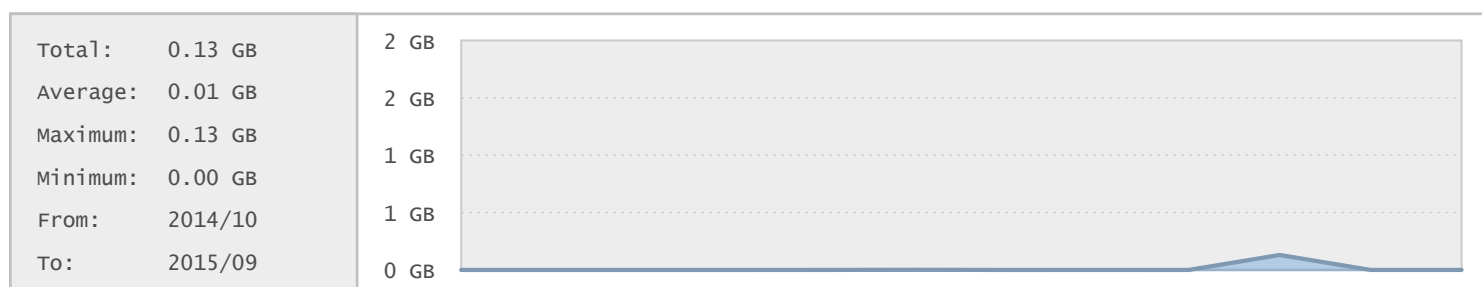 Total: 0.13 GB
Average: 0.01 GB
Maximum: 0.13 GB
Minimum: 0.00 GB
From: 2014/10
To: 2015/09
2 GB
2 GB
1 GB
1 GB
0 GB